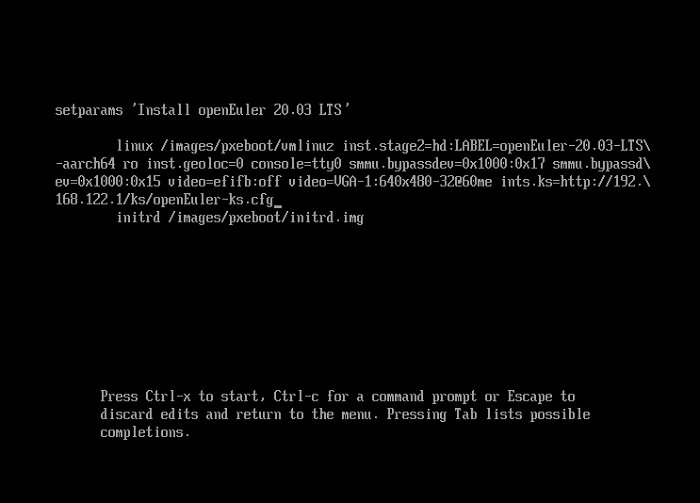 setparams 'Install openEuler 20.03 LTS'
linux /images/pxeboot/vmlinuz inst.stage2=hd:LABEL=openEuler-20.03-LTS\
-aarch64 ro inst.geoloc=0 console=tty0 smmu.bypassdev=0x1000:0x17 smmu.bypassd\
ev=0x1000:0x15 video=efifb:off video=VGA-1:640x480-32@60me ints.ks=http://192.\
168.122.1/ks/openEuler-ks.cfg_
initrd /images/pxeboot/initrd.img
Press Ctrl-x to start, Ctrl-c for a command prompt or Escape to
discard edits and return to the menu. Pressing Tab lists possible
completions.